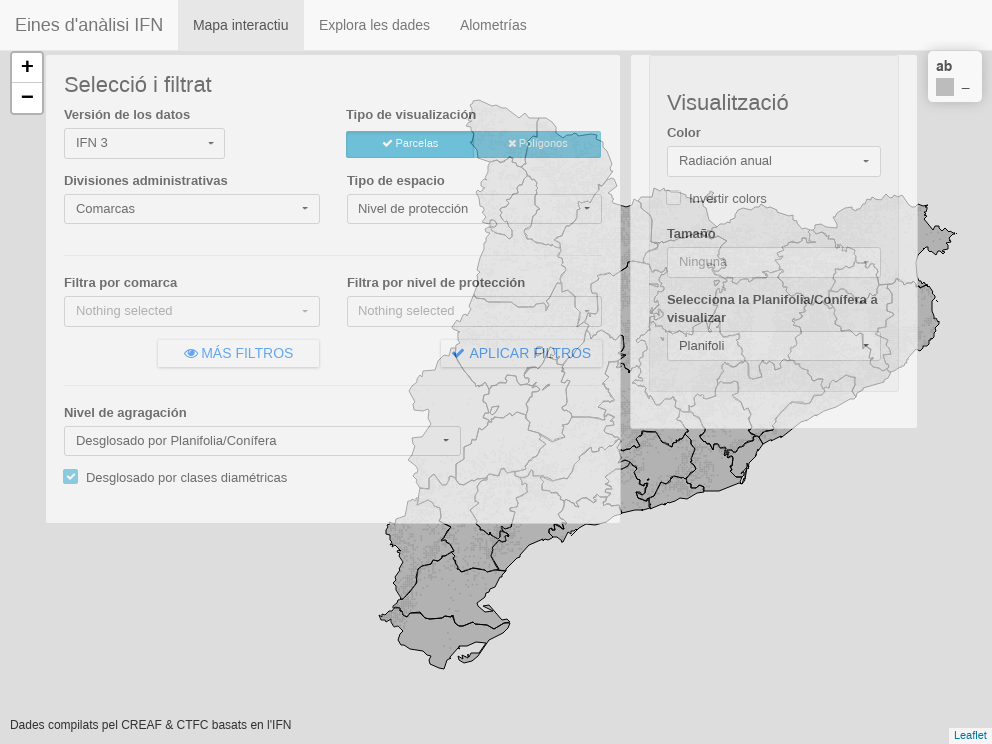 Eines d'anàlisi IFN
Mapa interactiu
Explora les dades
Alometrías
+
−
Selecció i filtrat
Versión de los datos
IFN 3
Tipo de visualización
Parcelas
Polígonos
Divisiones administrativas
Comarcas
Tipo de espacio
Nivel de protección
Filtra por comarca
Nothing selected
Filtra por nivel de protección
Nothing selected
MÁS FILTROS
APLICAR FILTROS
Nivel de agragación
Desglosado por Planifolia/Conífera
Desglosado por clases diamétricas
Visualització
Color
Radiación anual
Invertir colors
Tamaño
Ninguna
Selecciona la Planifolia/Conífera a
visualizar
Planifoli
ab
–
Dades compilats pel CREAF & CTFC basats en l'IFN
Leaflet